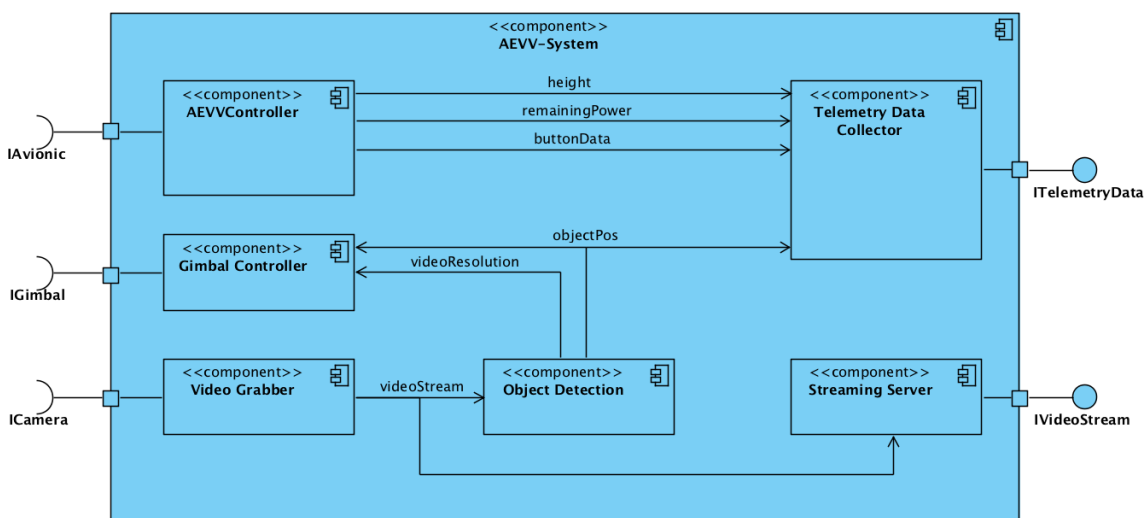 <<component>>
AEVV-System
<<component>>
AEVVController
height
remainingPower
buttonData
<<component>>
Telemetry Data
Collector
IAvionic
ITelemetryData
<<component>>
Gimbal Controller
objectPos
videoResolution
IGimbal
<<component>>
Video Grabber
videoStream
<<component>>
Object Detection
<<component>>
Streaming Server
ICamera
IVideoStream